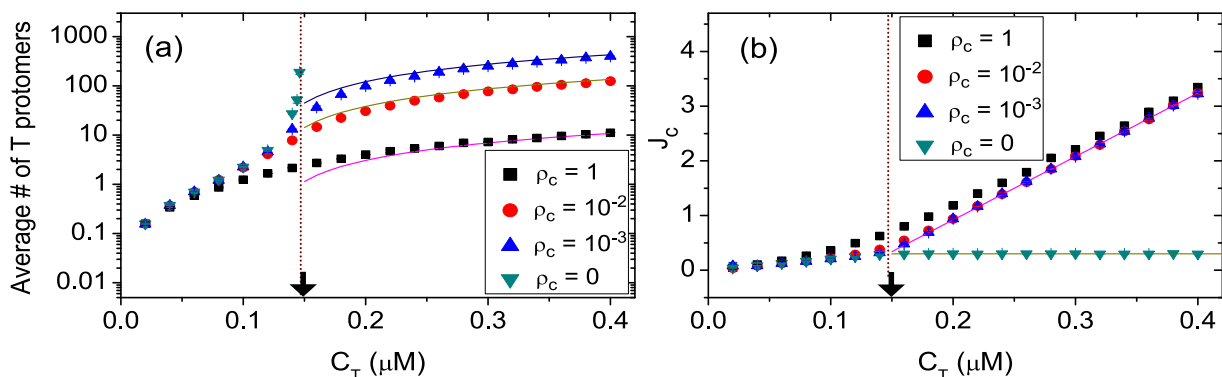 (a)
Average # of T protomers
1000
100
10
1
0.1
0.01
ρc = 1
ρc = 10-2
ρc = 10-3
ρc = 0
0.0 0.1 0.2 0.3 0.4
CT (μM)
(b)
Jc
4
3
2
1
0
ρc = 1
ρc = 10-2
ρc = 10-3
ρc = 0
0.0 0.1 0.2 0.3 0.4
CT (μM)